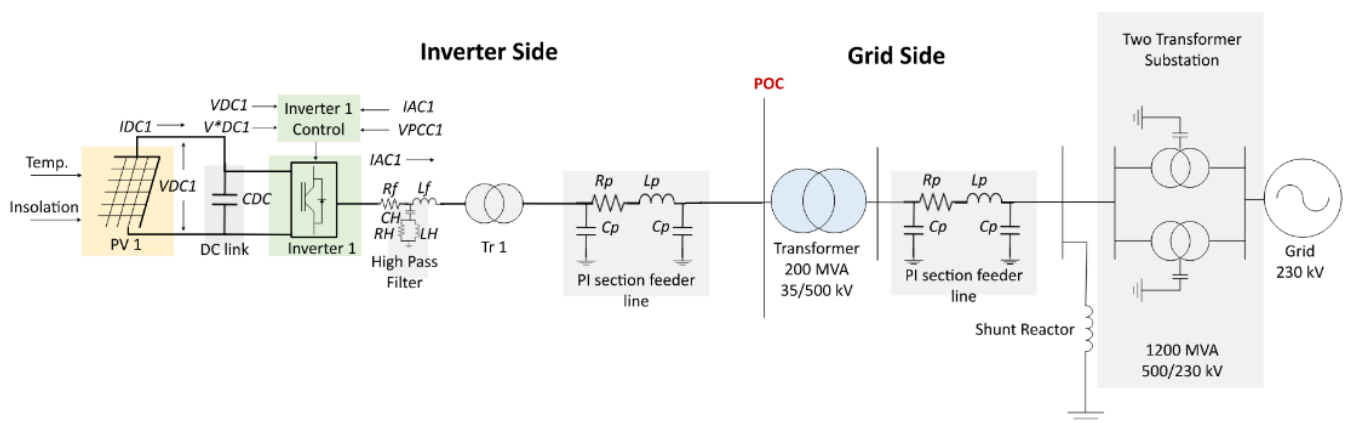 Inverter Side
Grid Side
Two Transformer
Substation
POC
VDC1
Inverter 1
IAC1
IDC1
V*DC1
Control
VPCC1
IAC1
Temp.
VDC1
Insolation
CDC
PV 1
DC link
Inverter 1
Rf
Lf
CH
RH
LH
High Pass
Filter
Tr 1
Rp
Lp
Cp
Cp
PI section feeder
line
Transformer
200 MVA
35/500 kV
Rp
Lp
Cp
Cp
PI section feeder
line
Shunt Reactor
Grid
230 kV
1200 MVA
500/230 kV